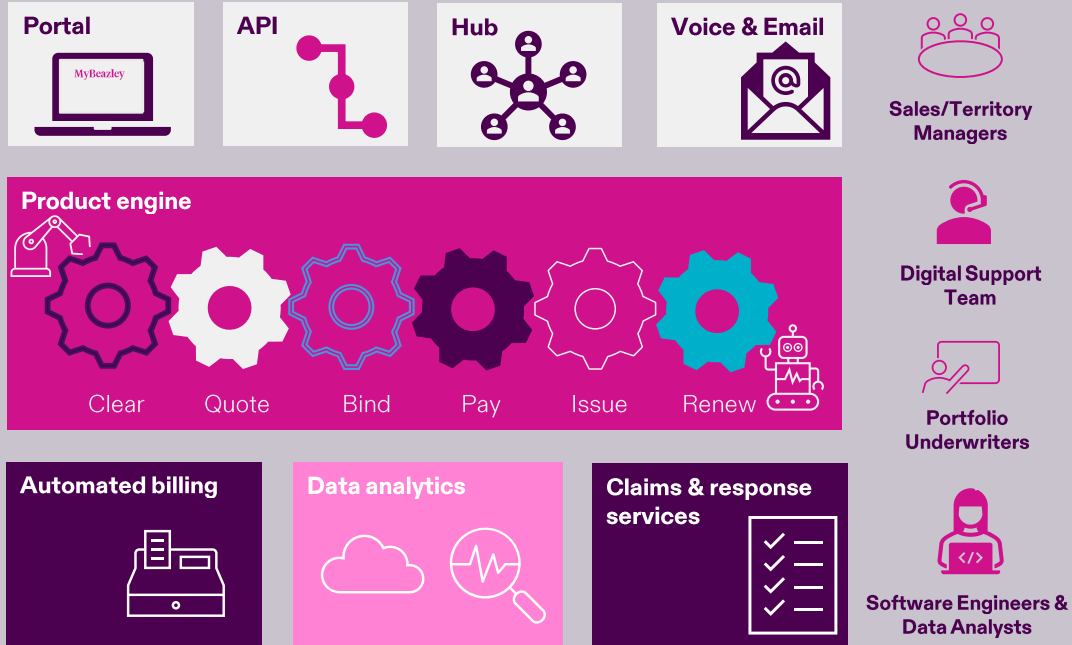 Portal
MyBeazley
API
Hub
Voice & Email
@
Sales/Territory
Managers
Product engine
Clear
Quote
Bind
Pay
Issue
Renew
Digital Support
Team
Portfolio
Underwriters
Automated billing
Data analytics
Claims & response
services
</>
Software Engineers &
Data Analysts